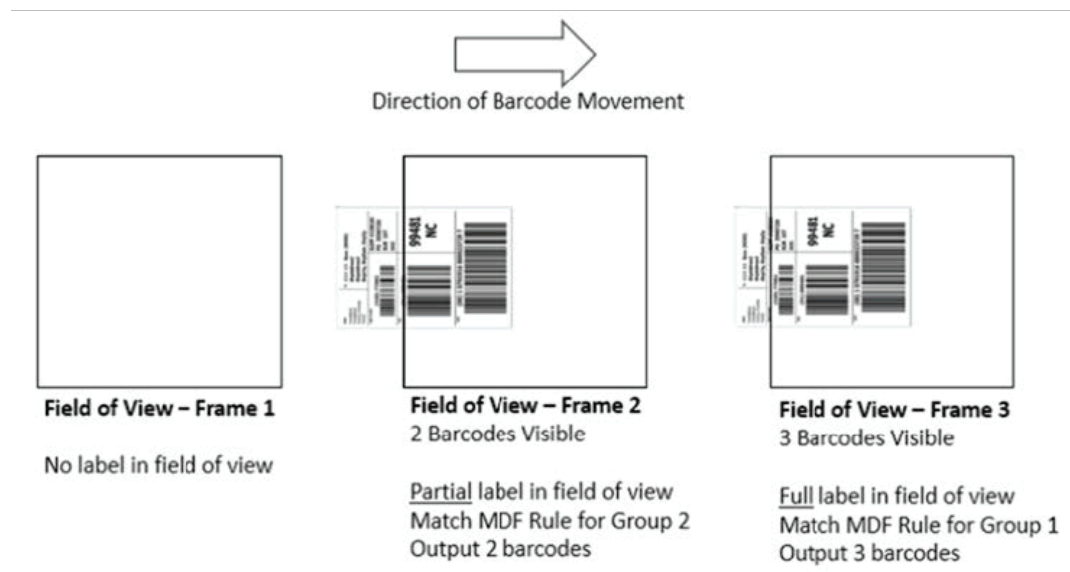 Direction of Barcode Movement
99481
NC
99481
NC
Field of View – Frame 1
No label in field of view
Field of View – Frame 2
2 Barcodes Visible
Partial label in field of view
Match MDF Rule for Group 2
Output 2 barcodes
Field of View – Frame 3
3 Barcodes Visible
Full label in field of view
Match MDF Rule for Group 1
Output 3 barcodes